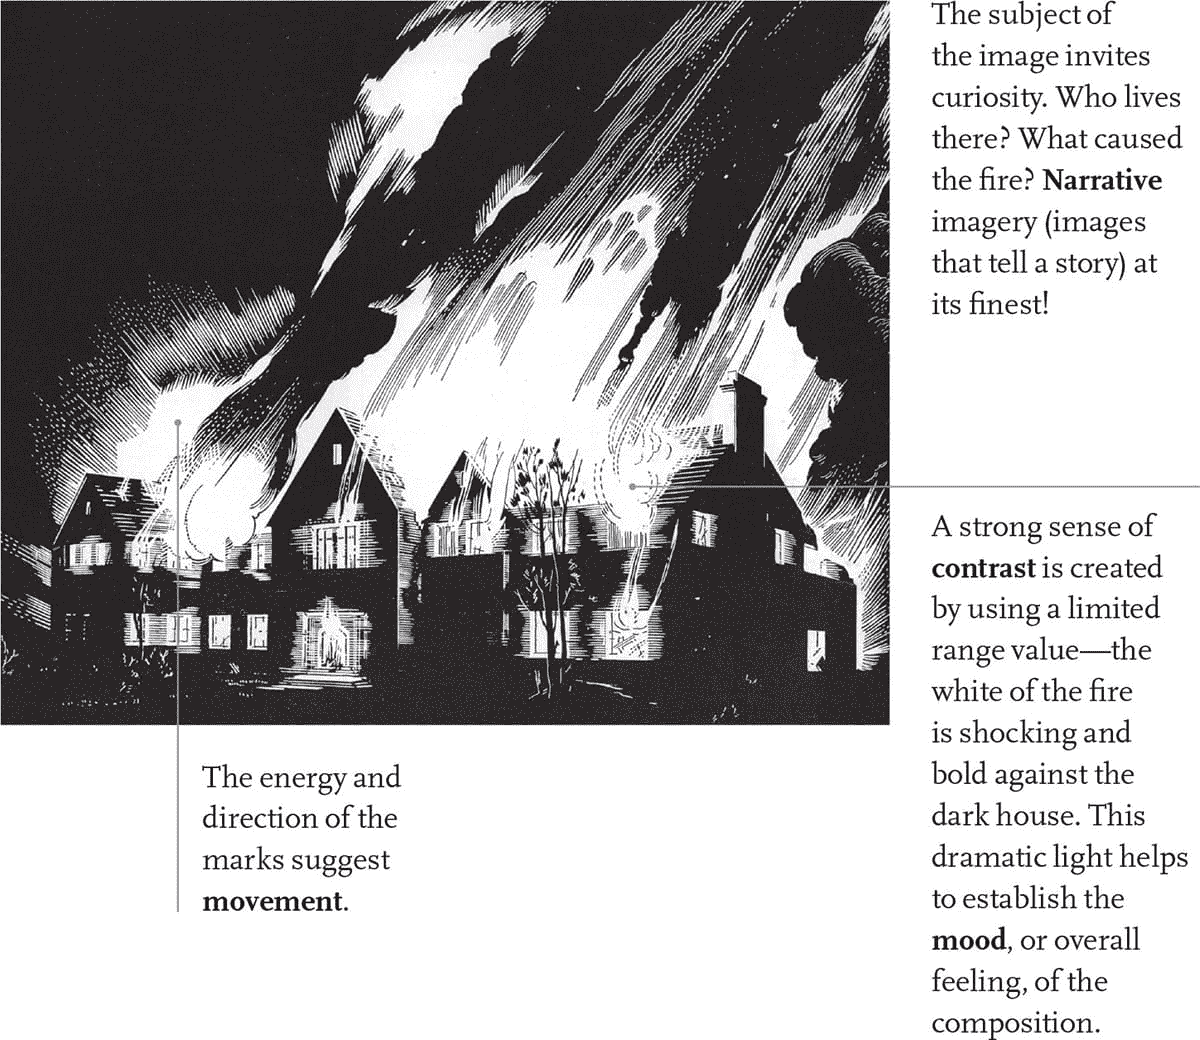 The subject of
the image invites
curiosity. Who lives
there? What caused
the fire? Narrative
imagery (images
that tell a story) at
its finest!
A strong sense of
contrast is created
by using a limited
range value—the
white of the fire
is shocking and
bold against the
dark house. This
dramatic light helps
to establish the
mood, or overall
feeling, of the
composition.
The energy and
direction of the
marks suggest
movement.